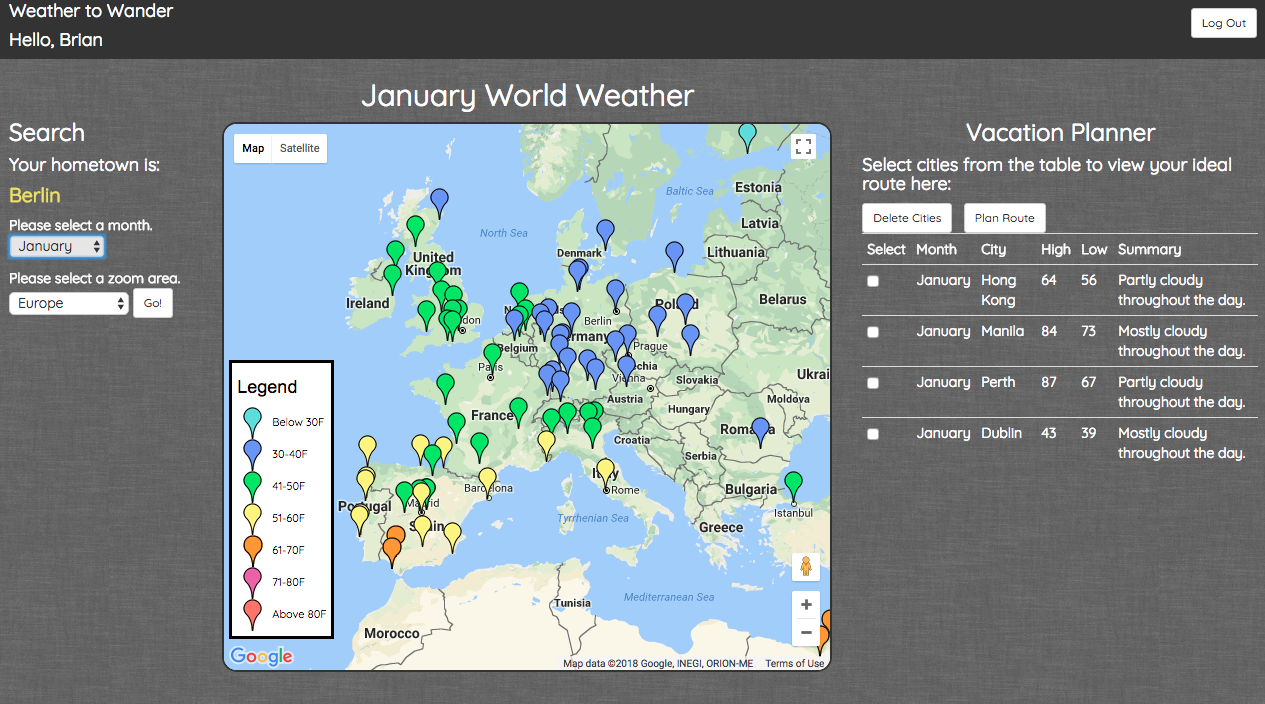 Weather to Wander
Hello, Brian
Log Out
January World Weather
Search
Your hometown is:
Berlin
Please select a month.
January
Please select a zoom area.
Europe
Go!
Map
Satellite
Baltic Sea
Estonia
Latvia
Lithuania
North Sea
Denmark
United
Kingdom
Ireland
Belarus
Berlin
Belgium
Prague
Paris
Vienna
Slovakia
Ukrai
Moldova
Austria
Hungary
France
Croatia
Serbia
Barcelona
Italy
Rome
Bulgaria
Portugal
Madrid
Spain
Istanbul
Tyrrhenian Sea
Greece
Tunisia
Mediterranean Sea
Morocco
Legend
Below 30F
30-40F
41-50F
51-60F
61-70F
71-80F
Above 80F
Google
Map data ©2018 Google, INEGI, ORION-ME
Terms of Use
Vacation Planner
Select cities from the table to view your ideal
route here:
Delete Cities
Plan Route
Select Month City High Low Summary
January Hong Kong 64 56 Partly cloudy
throughout the day.
January Manila 84 73 Mostly cloudy
throughout the day.
January Perth 87 67 Partly cloudy
throughout the day.
January Dublin 43 39 Mostly cloudy
throughout the day.